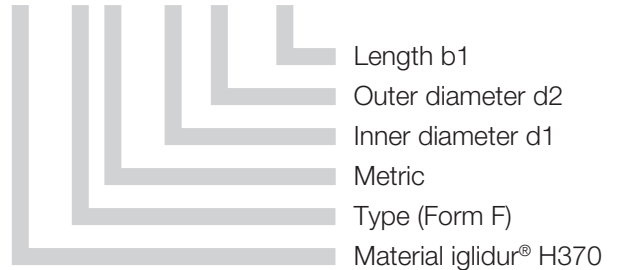 Length b1
Outer diameter d2
Inner diameter d1
Metric
Type (Form F)
Material iglidur® H370